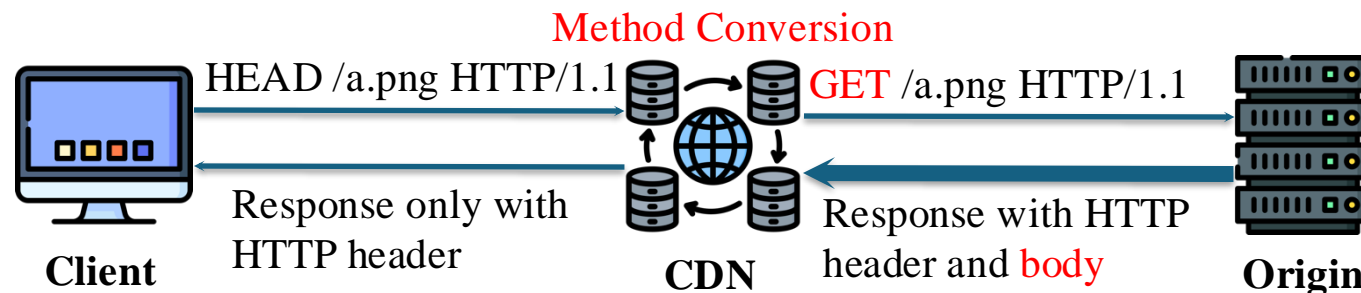 Method Conversion
HEAD /a.png HTTP/1.1
GET /a.png HTTP/1.1
Response only with
HTTP header
Response with HTTP
header and body
Client
CDN
Origin